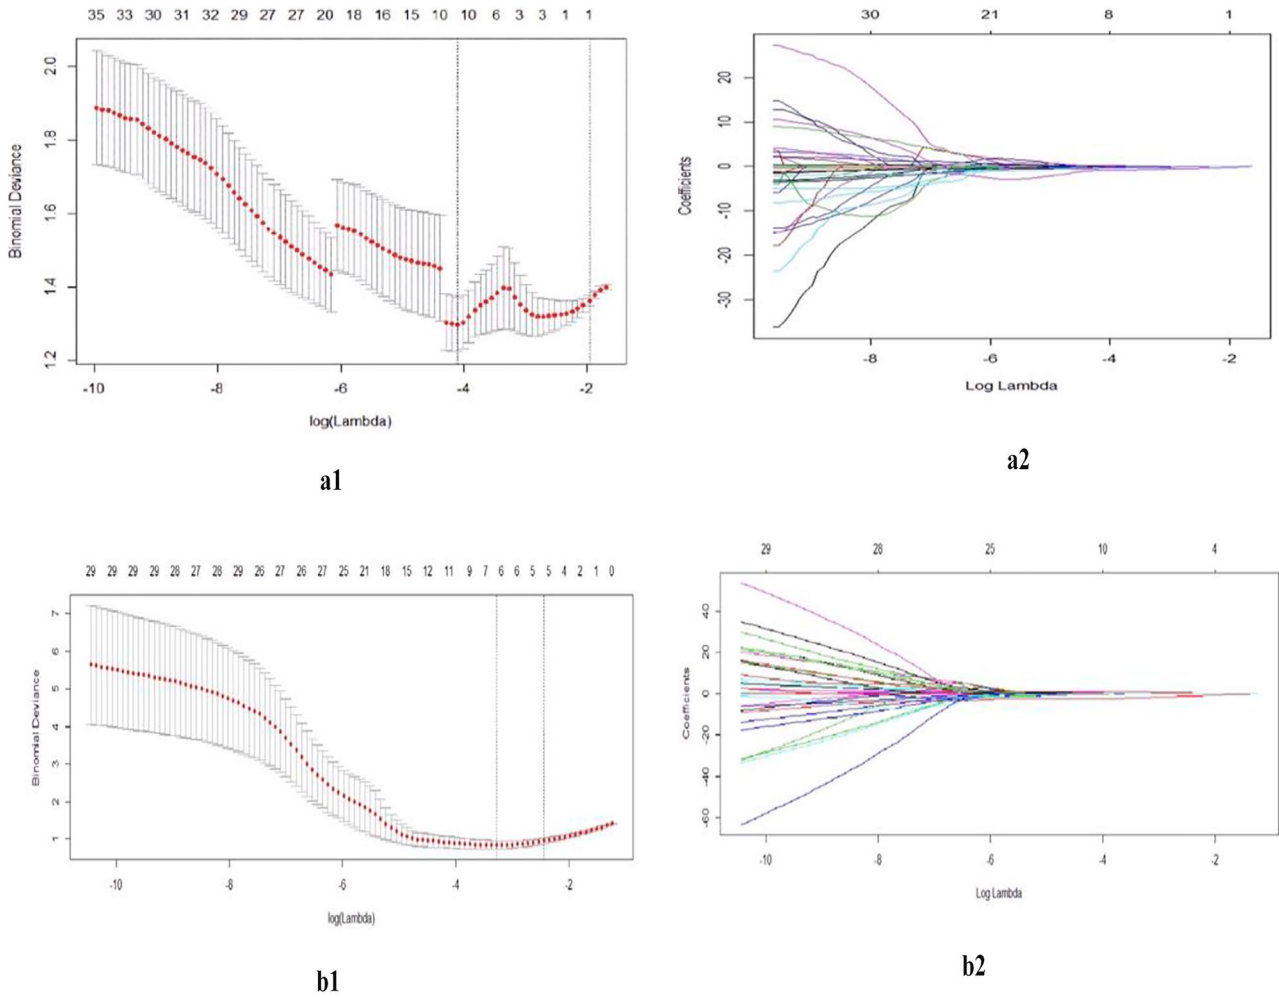 35 33 30 31 32 29 27 27 20 18 16 15 10 10 6 3 3 1 1
Binomial Deviance
2.0
1.8
1.6
1.4
1.2
-10 -8 -6 -4 -2
log(Lambda)
a1
30 21 8 1
Coefficients
20
10
0
-10
-20
-30
-8 -6 -4 -2
Log Lambda
a2
29 29 29 29 28 27 28 29 26 27 26 27 25 21 18 15 12 11 9 7 6 6 5 5 4 2 1 0
Binomial Deviance
7
6
5
4
3
2
1
-10 -8 -6 -4 -2
log(Lambda)
b1
29 28 25 10 4
Coefficients
40
20
0
-20
-40
-60
-10 -8 -6 -4 -2
Log Lambda
b2